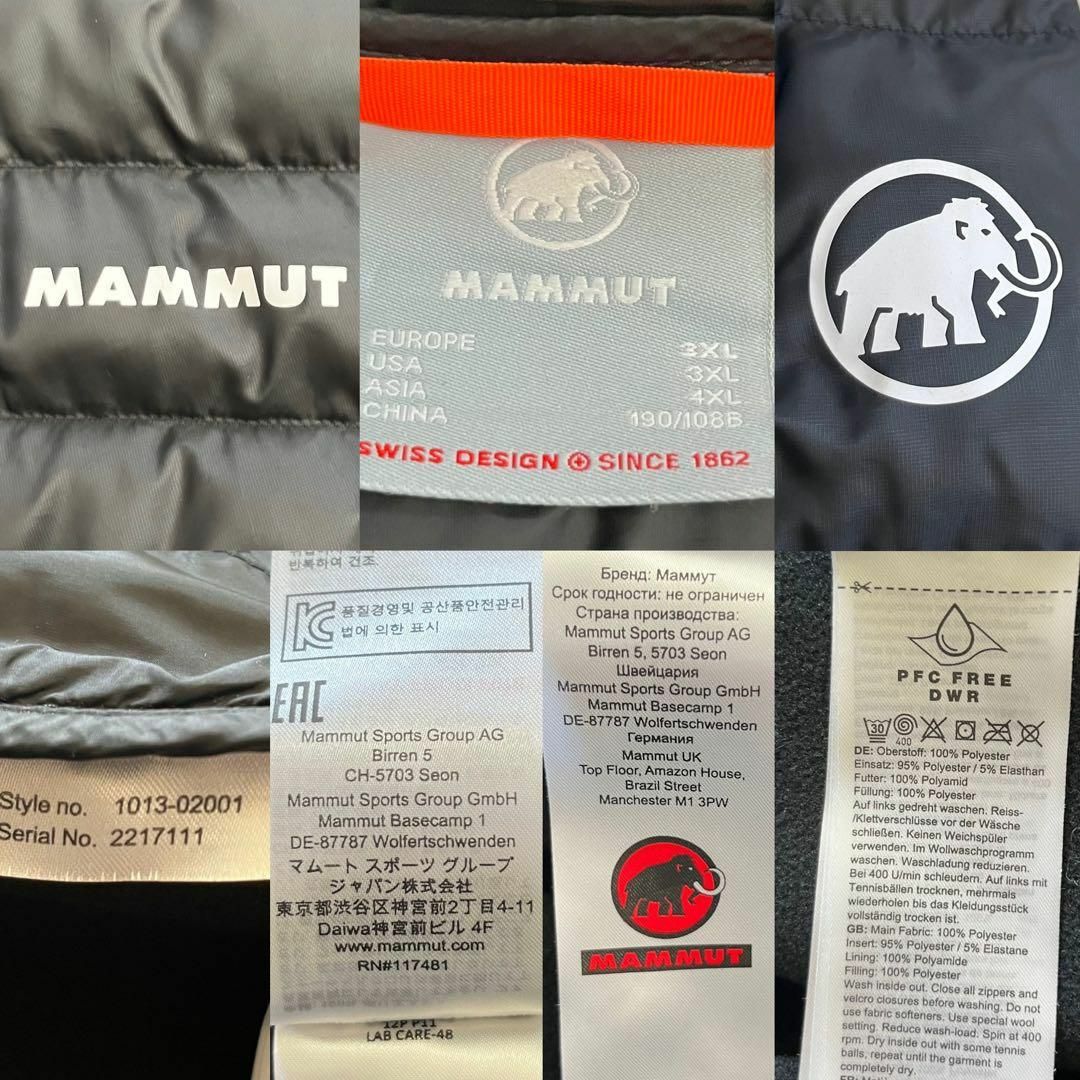 MAMMUT
MAMMUT
EUROPE 3XL
USA 3XL
ASIA 4XL
CHINA 190/108B
SWISS DESIGN SINCE 1862
Style no. 1013-02001
Serial No. 2217111
반복하여 건조
품질경영및 공산품안전관리
법에 의한 표시
EAC
Mammut Sports Group AG
Birren 5
CH-5703 Seon
Mammut Sports Group GmbH
Mammut Basecamp 1
DE-87787 Wolfertschwenden
マムート スポーツ グループ
ジャパン株式会社
東京都渋谷区神宮前2丁目4-11
Daiwa神宮前ビル 4F
www.mammut.com
RN#117481
12P P11
LAB CARE-48
Бренд: Маммут
Срок годности: не ограничен
Страна производства:
Mammut Sports Group AG
Birren 5, 5703 Seon
Швейцария
Mammut Sports Group GmbH
Mammut Basecamp 1
DE-87787 Wolfertschwenden
Германия
Mammut UK
Top Floor, Amazon House,
Brazil Street
Manchester M1 3PW
MAMMUT
PFC FREE
DWR
30
400
DE: Oberstoff: 100% Polyester
Einsatz: 95% Polyester / 5% Elasthan
Futter: 100% Polyamid
Füllung: 100% Polyester
Auf links gedreht waschen. Reiss-
/Klettverschlüsse vor der Wäsche
schließen. Keinen Weichspüler
verwenden. Im Wollwaschprogramm
waschen. Waschladung reduzieren.
Bei 400 U/min schleudern. Auf links mit
Tennisbällen trocknen, mehrmals
wiederholen bis das Kleidungsstück
vollständig trocken ist.
GB: Main Fabric: 100% Polyester
Insert: 95% Polyester / 5% Elastane
Lining: 100% Polyamide
Filling: 100% Polyester
Wash inside out. Close all zippers and
velcro closures before washing. Do not
use fabric softeners. Use special wool
setting. Reduce wash-load. Spin at 400
rpm. Dry inside out with some tennis
balls, repeat until the garment is
completely dry.